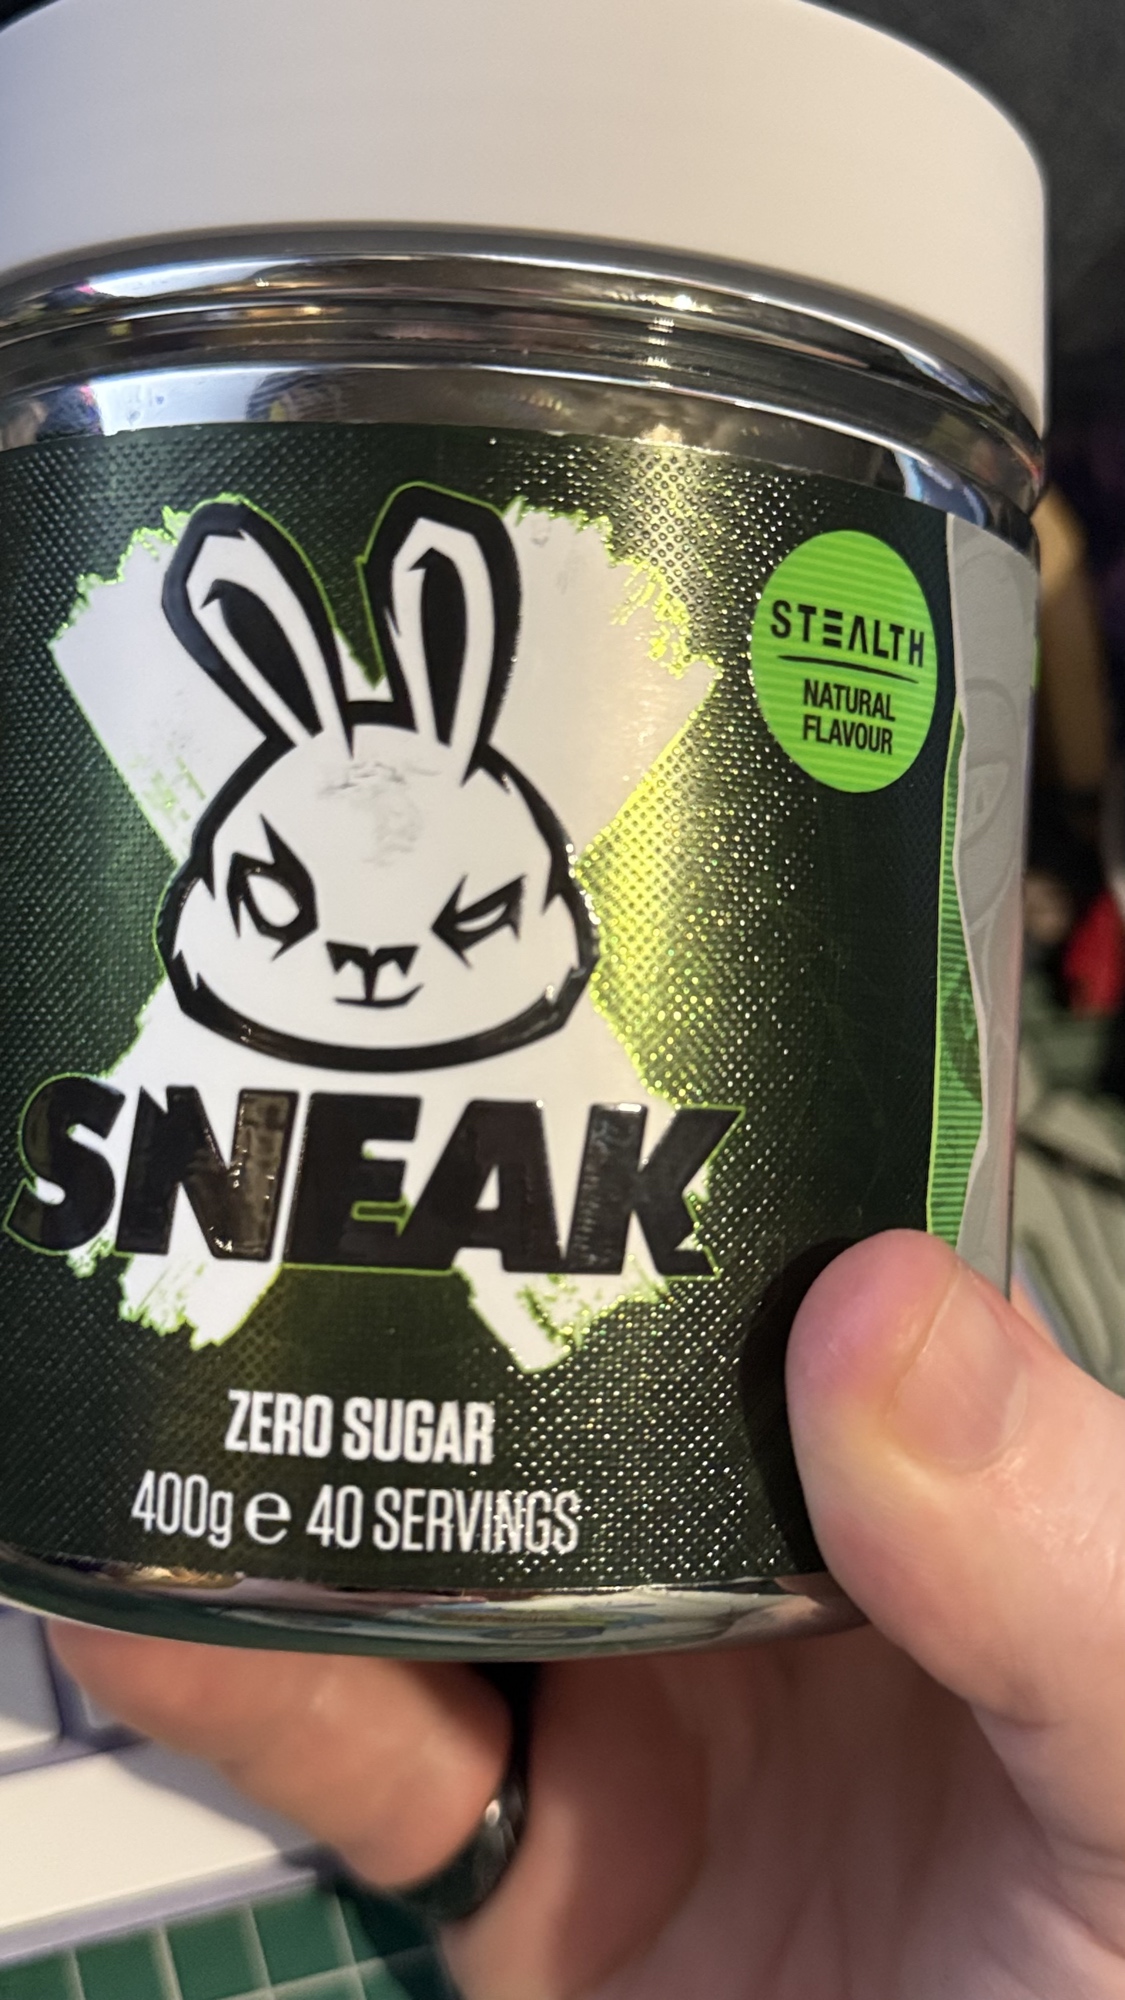 STEALTH
NATURAL
FLAVOUR
SNEAK
ZERO SUGAR
400g ℮ 40 SERVINGS